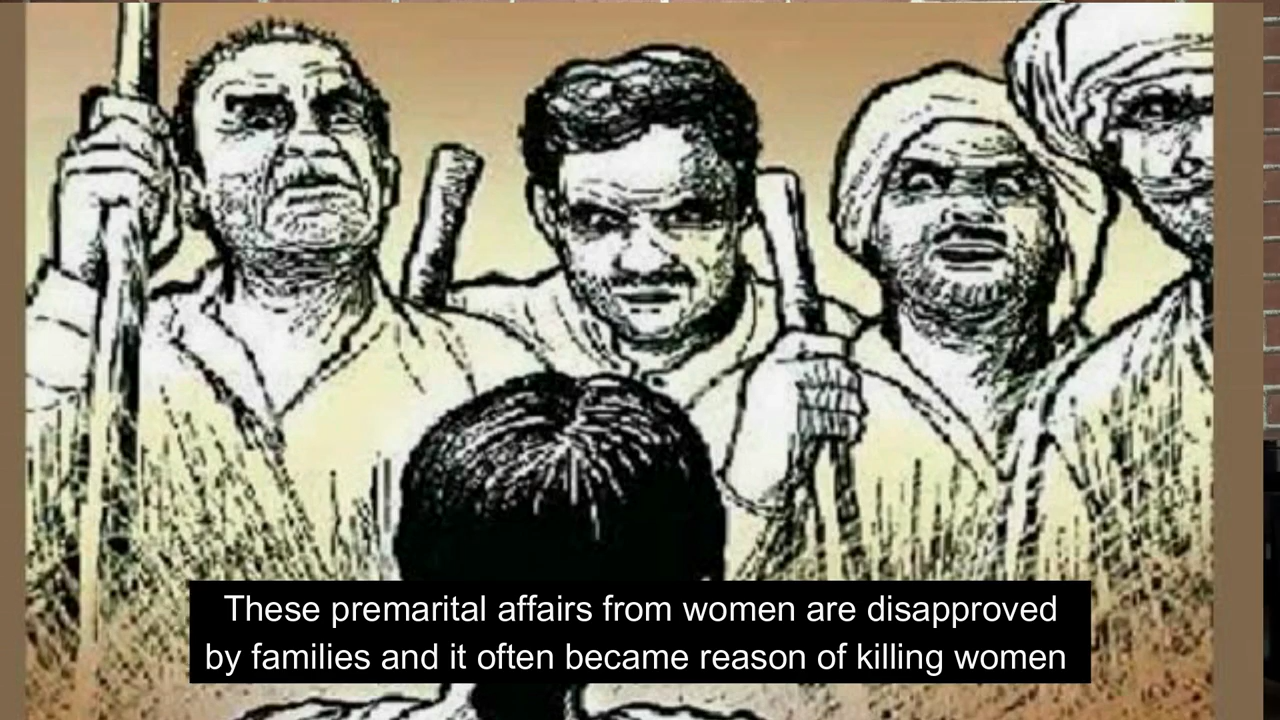 These premarital affairs from women are disapproved
by families and it often became reason of killing women